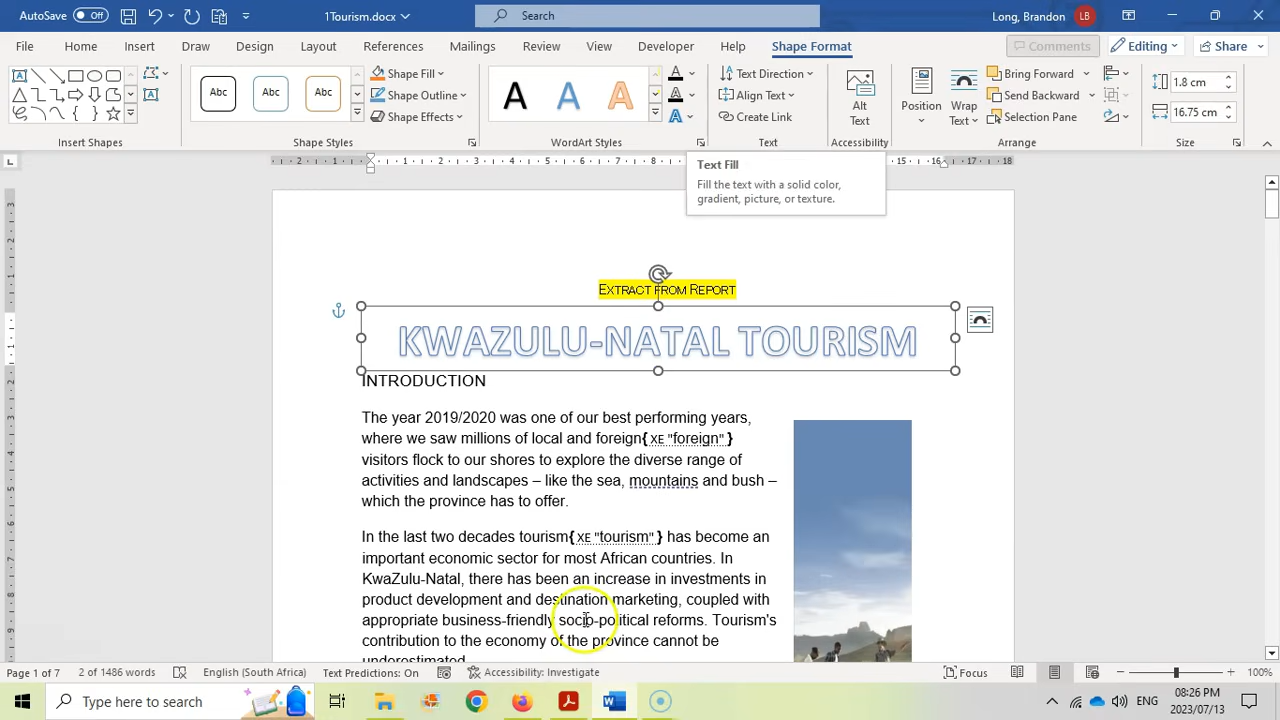 AutoSave Off 1Tourism.docx Search Long, Brandon LB
File Home Insert Draw Design Layout References Mailings Review View Developer Help Shape Format Comments Editing Share
Abc Abc Abc
Shape Fill
Shape Outline
Shape Effects
A A A
Text Direction
Align Text
Create Link
Alt
Text
Position
Wrap
Text
Bring Forward
Send Backward
Selection Pane
1.8 cm
16.75 cm
Insert Shapes Shape Styles WordArt Styles Text Accessibility Arrange Size
Text Fill
Fill the text with a solid color,
gradient, picture, or texture.
Extract from Report
KWAZULU-NATAL TOURISM
INTRODUCTION
The year 2019/2020 was one of our best performing years,
where we saw millions of local and foreign{ XE "foreign" }
visitors flock to our shores to explore the diverse range of
activities and landscapes – like the sea, mountains and bush –
which the province has to offer.
In the last two decades tourism{ XE "tourism" } has become an
important economic sector for most African countries. In
KwaZulu-Natal, there has been an increase in investments in
product development and destination marketing, coupled with
appropriate business-friendly socio-political reforms. Tourism's
contribution to the economy of the province cannot be
underestimated.
Page 1 of 7 2 of 1486 words English (South Africa) Text Predictions: On Accessibility: Investigate Focus 100%
Type here to search ENG 08:26 PM
2023/07/13